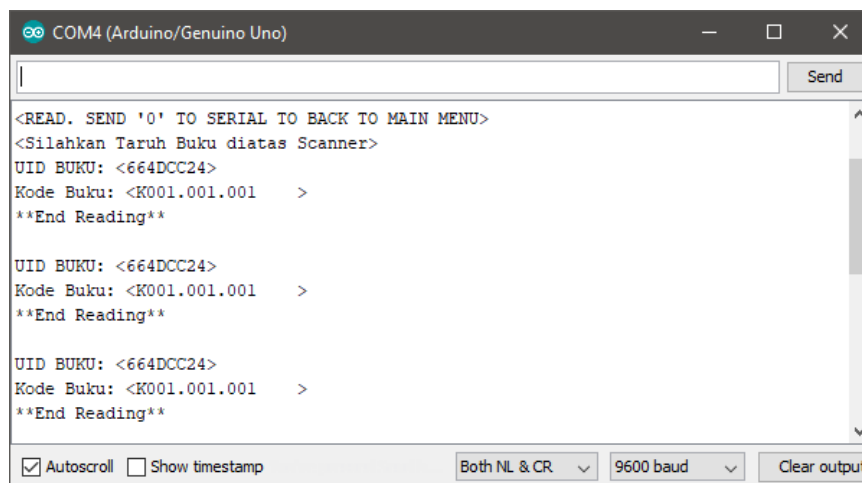 COM4 (Arduino/Genuino Uno)
Send
<READ. SEND '0' TO SERIAL TO BACK TO MAIN MENU>
<Silahkan Taruh Buku diatas Scanner>
UID BUKU: <664DCC24>
Kode Buku: <K001.001.001    >
**End Reading**
UID BUKU: <664DCC24>
Kode Buku: <K001.001.001    >
**End Reading**
UID BUKU: <664DCC24>
Kode Buku: <K001.001.001    >
**End Reading**
Autoscroll Show timestamp Both NL & CR 9600 baud Clear output